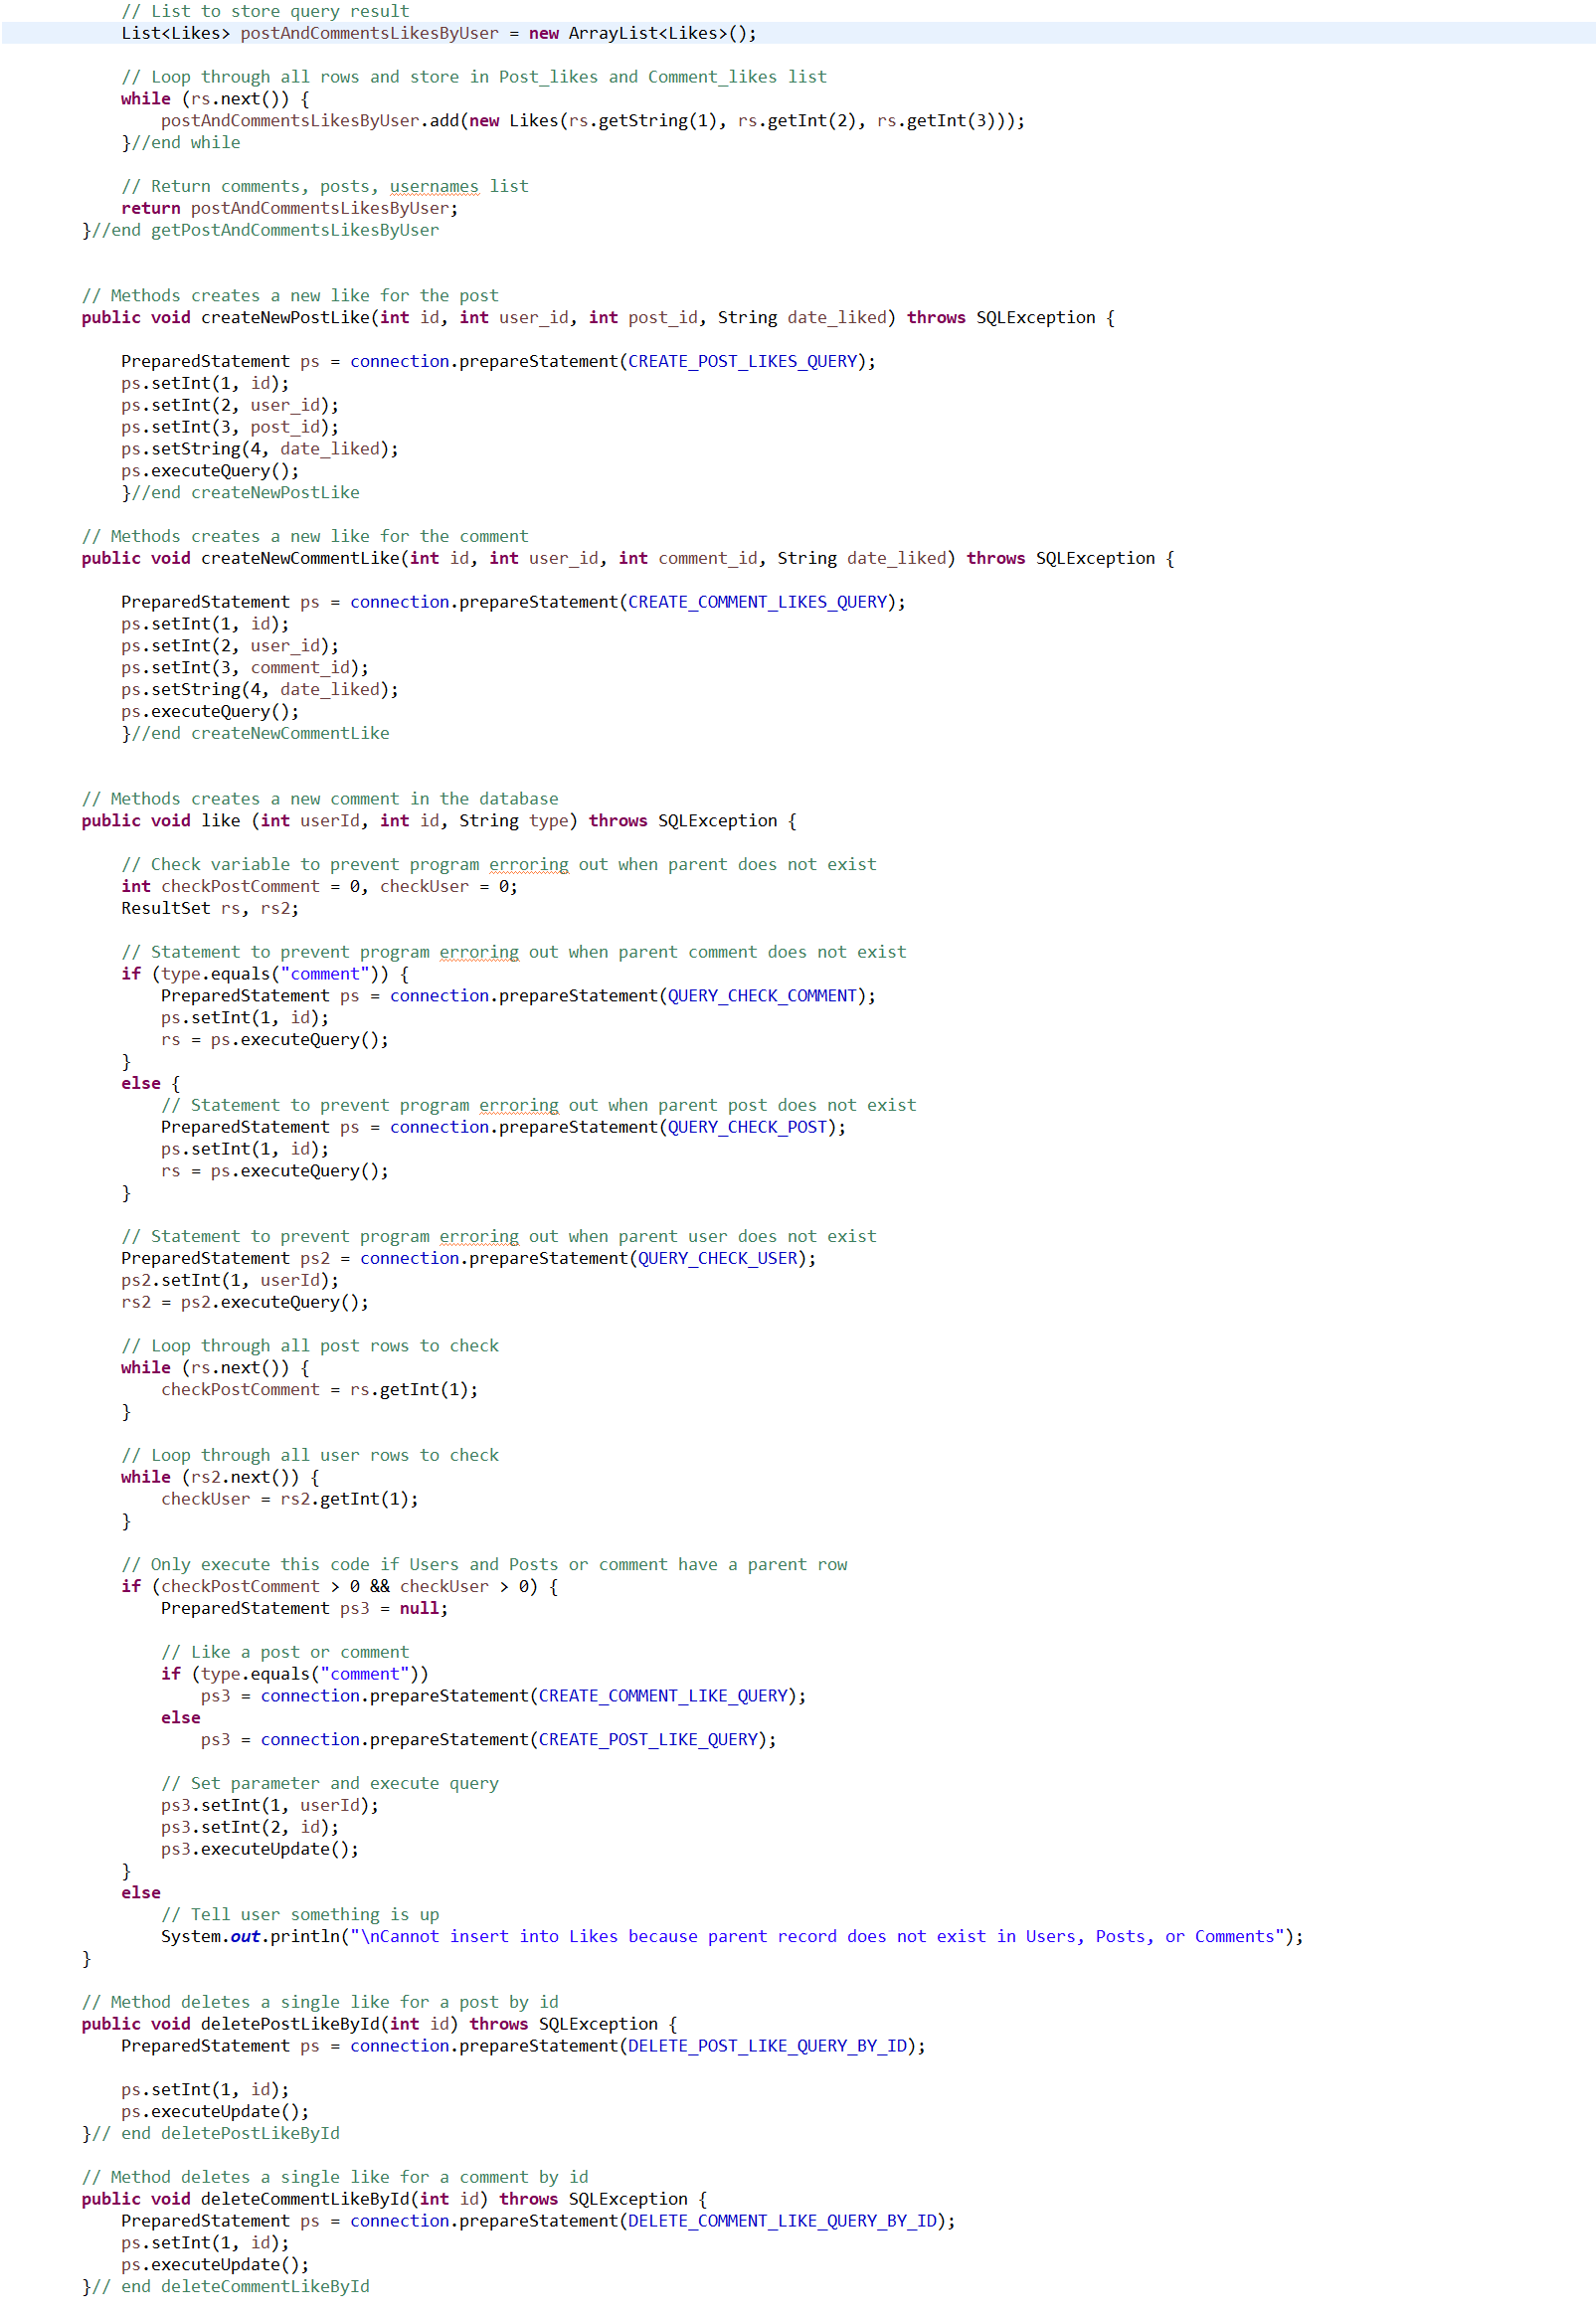 // List to store query result
List<Likes> postAndCommentsLikesByUser = new ArrayList<Likes>();
// Loop through all rows and store in Post_likes and Comment_likes list
while (rs.next()) {
postAndCommentsLikesByUser.add(new Likes(rs.getString(1), rs.getInt(2), rs.getInt(3)));
}//end while
// Return comments, posts, usernames list
return postAndCommentsLikesByUser;
}//end getPostAndCommentsLikesByUser
// Methods creates a new like for the post
public void createNewPostLike(int id, int user_id, int post_id, String date_liked) throws SQLException {
PreparedStatement ps = connection.prepareStatement(CREATE_POST_LIKES_QUERY);
ps.setInt(1, id);
ps.setInt(2, user_id);
ps.setInt(3, post_id);
ps.setString(4, date_liked);
ps.executeQuery();
}//end createNewPostLike
// Methods creates a new like for the comment
public void createNewCommentLike(int id, int user_id, int comment_id, String date_liked) throws SQLException {
PreparedStatement ps = connection.prepareStatement(CREATE_COMMENT_LIKES_QUERY);
ps.setInt(1, id);
ps.setInt(2, user_id);
ps.setInt(3, comment_id);
ps.setString(4, date_liked);
ps.executeQuery();
}//end createNewCommentLike
// Methods creates a new comment in the database
public void like (int userId, int id, String type) throws SQLException {
// Check variable to prevent program erroring out when parent does not exist
int checkPostComment = 0, checkUser = 0;
ResultSet rs, rs2;
// Statement to prevent program erroring out when parent comment does not exist
if (type.equals("comment")) {
PreparedStatement ps = connection.prepareStatement(QUERY_CHECK_COMMENT);
ps.setInt(1, id);
rs = ps.executeQuery();
}
else {
// Statement to prevent program erroring out when parent post does not exist
PreparedStatement ps = connection.prepareStatement(QUERY_CHECK_POST);
ps.setInt(1, id);
rs = ps.executeQuery();
}
// Statement to prevent program erroring out when parent user does not exist
PreparedStatement ps2 = connection.prepareStatement(QUERY_CHECK_USER);
ps2.setInt(1, userId);
rs2 = ps2.executeQuery();
// Loop through all post rows to check
while (rs.next()) {
checkPostComment = rs.getInt(1);
}
// Loop through all user rows to check
while (rs2.next()) {
checkUser = rs2.getInt(1);
}
// Only execute this code if Users and Posts or comment have a parent row
if (checkPostComment > 0 && checkUser > 0) {
PreparedStatement ps3 = null;
// Like a post or comment
if (type.equals("comment"))
ps3 = connection.prepareStatement(CREATE_COMMENT_LIKE_QUERY);
else
ps3 = connection.prepareStatement(CREATE_POST_LIKE_QUERY);
// Set parameter and execute query
ps3.setInt(1, userId);
ps3.setInt(2, id);
ps3.executeUpdate();
}
else
// Tell user something is up
System.out.println("\nCannot insert into Likes because parent record does not exist in Users, Posts, or Comments");
}
// Method deletes a single like for a post by id
public void deletePostLikeById(int id) throws SQLException {
PreparedStatement ps = connection.prepareStatement(DELETE_POST_LIKE_QUERY_BY_ID);
ps.setInt(1, id);
ps.executeUpdate();
}// end deletePostLikeById
// Method deletes a single like for a comment by id
public void deleteCommentLikeById(int id) throws SQLException {
PreparedStatement ps = connection.prepareStatement(DELETE_COMMENT_LIKE_QUERY_BY_ID);
ps.setInt(1, id);
ps.executeUpdate();
}// end deleteCommentLikeById